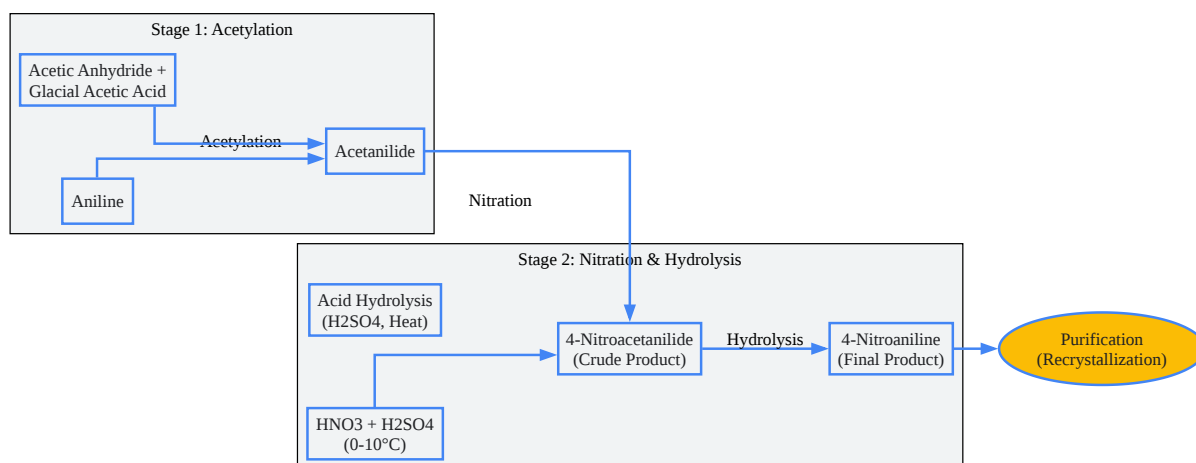 Stage 1: Acetylation
Acetic Anhydride +
Glacial Acetic Acid
Acetylation
Acetanilide
Aniline
Nitration
Stage 2: Nitration & Hydrolysis
Acid Hydrolysis
(H2SO4, Heat)
4-Nitroacetanilide
(Crude Product)
Hydrolysis
4-Nitroaniline
(Final Product)
Purification
(Recrystallization)
HNO3 + H2SO4
(0-10°C)